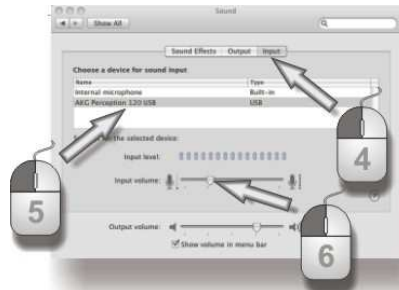 Sound
Show All
Sound Effects Output Input
Choose a device for sound input
Name Type
Internal microphone Built-in
AKG Perception 120 USB USB
the selected device:
Input level:
Input volume:
Output volume:
Show volume in menu bar
4
5
6